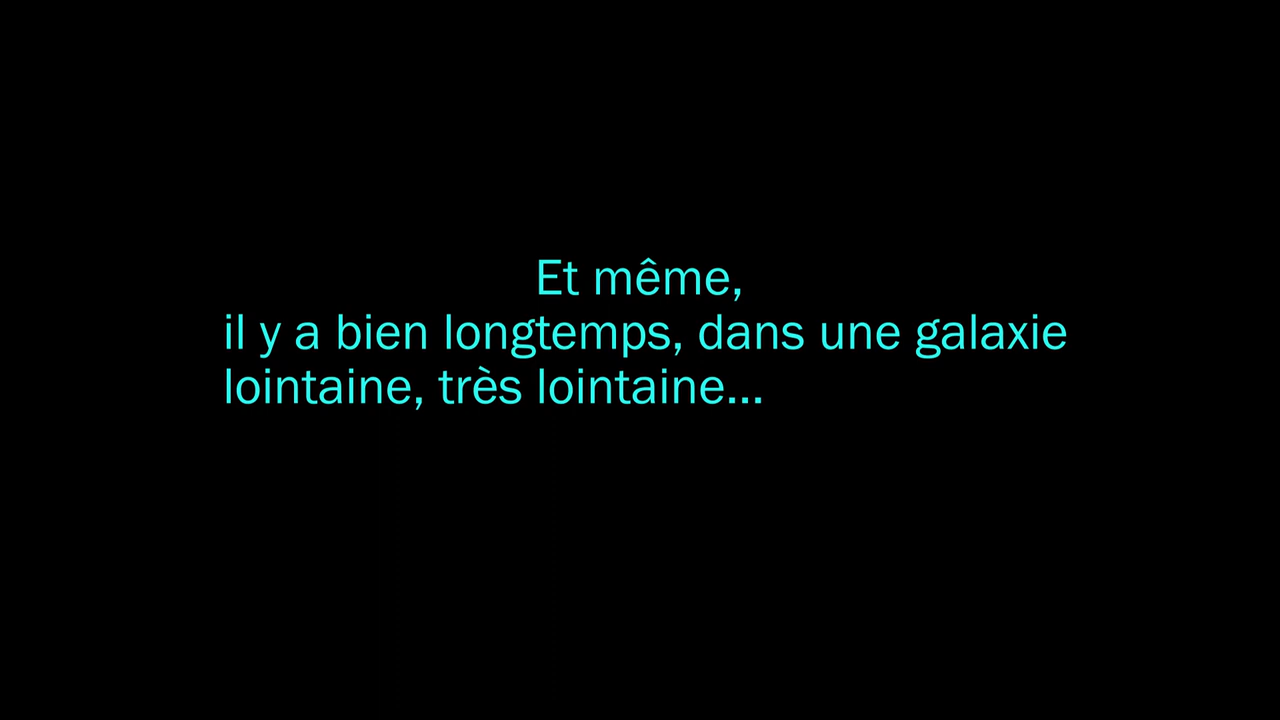 Et même,
il y a bien longtemps, dans une galaxie
lointaine, très lointaine...